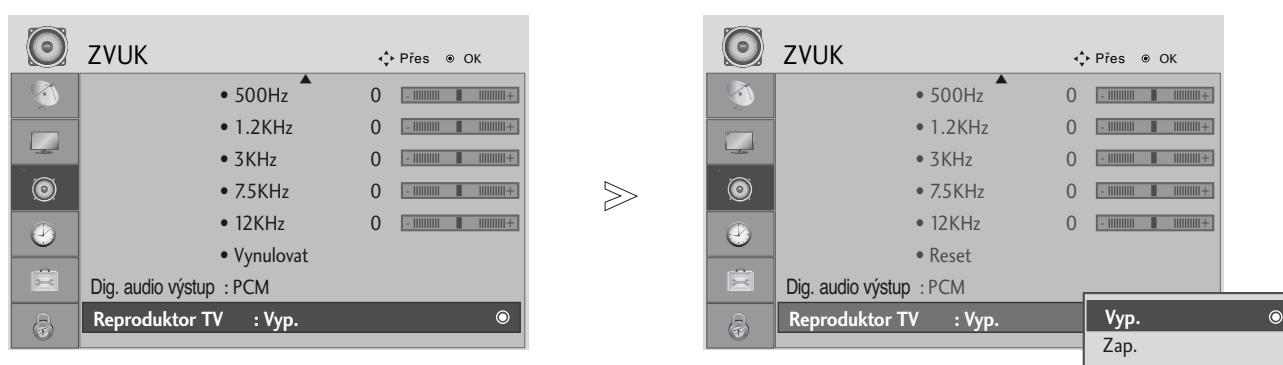 ZVUK
Přes OK
• 500Hz 0 - +
• 1.2KHz 0 - +
• 3KHz 0 - +
• 7.5KHz 0 - +
• 12KHz 0 - +
• Vynulovat
Dig. audio výstup : PCM
Reproduktor TV : Vyp.
ZVUK
Přes OK
• 500Hz 0 - +
• 1.2KHz 0 - +
• 3KHz 0 - +
• 7.5KHz 0 - +
• 12KHz 0 - +
• Reset
Dig. audio výstup : PCM
Reproduktor TV : Vyp.
Vyp.
Zap.